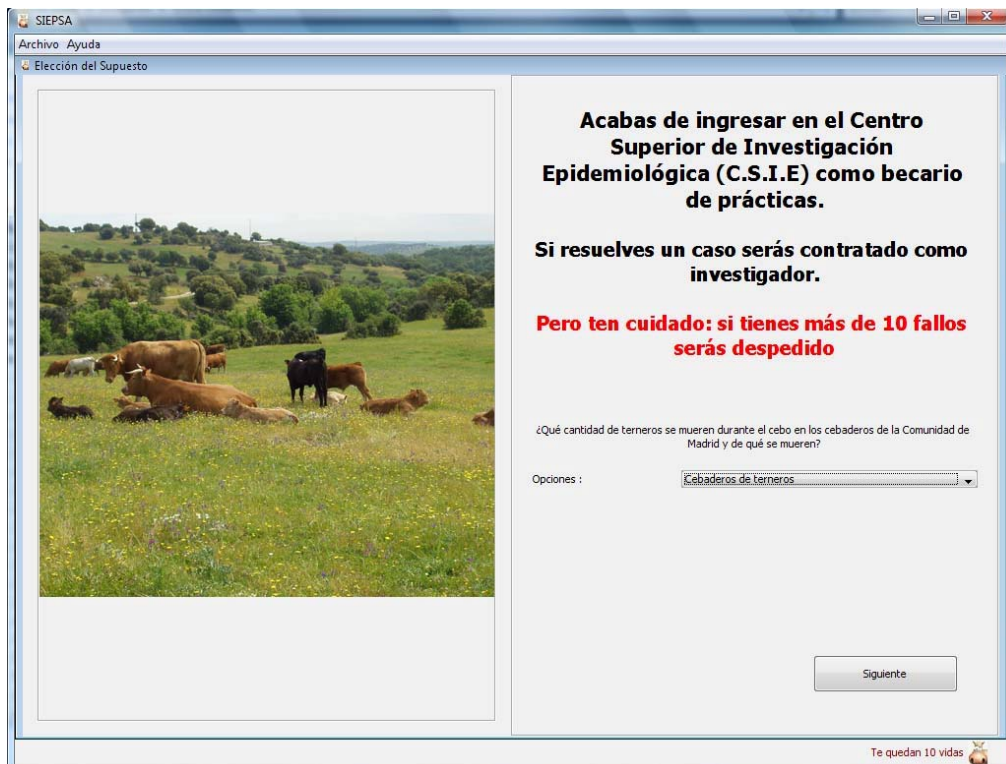 SIEPSA
Archivo Ayuda
Elección del Supuesto
Acabas de ingresar en el Centro
Superior de Investigación
Epidemiológica (C.S.I.E) como becario
de prácticas.
Si resuelves un caso serás contratado como
investigador.
Pero ten cuidado: si tienes más de 10 fallos
serás despedido
¿Qué cantidad de terneros se mueren durante el cebo en los cebaderos de la Comunidad de
Madrid y de qué se mueren?
Opciones :
Cebaderos de terneros
Siguiente
Te quedan 10 vidas